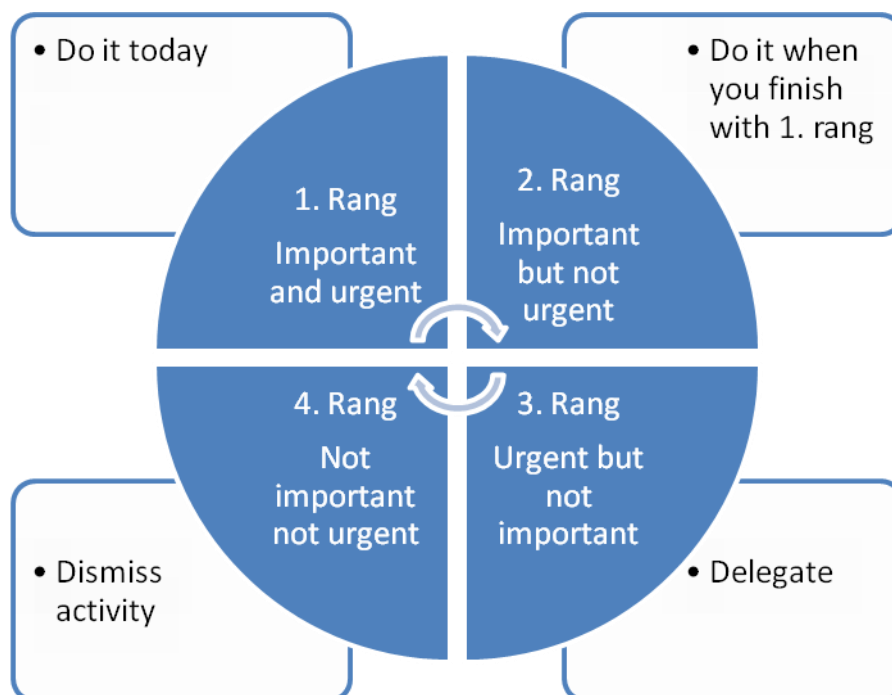 • Do it today
1. Rang
Important
and urgent
• Do it when
you finish
with 1. rang
2. Rang
Important
but not
urgent
4. Rang
Not
important
not urgent
• Dismiss
activity
3. Rang
Urgent but
not
important
• Delegate